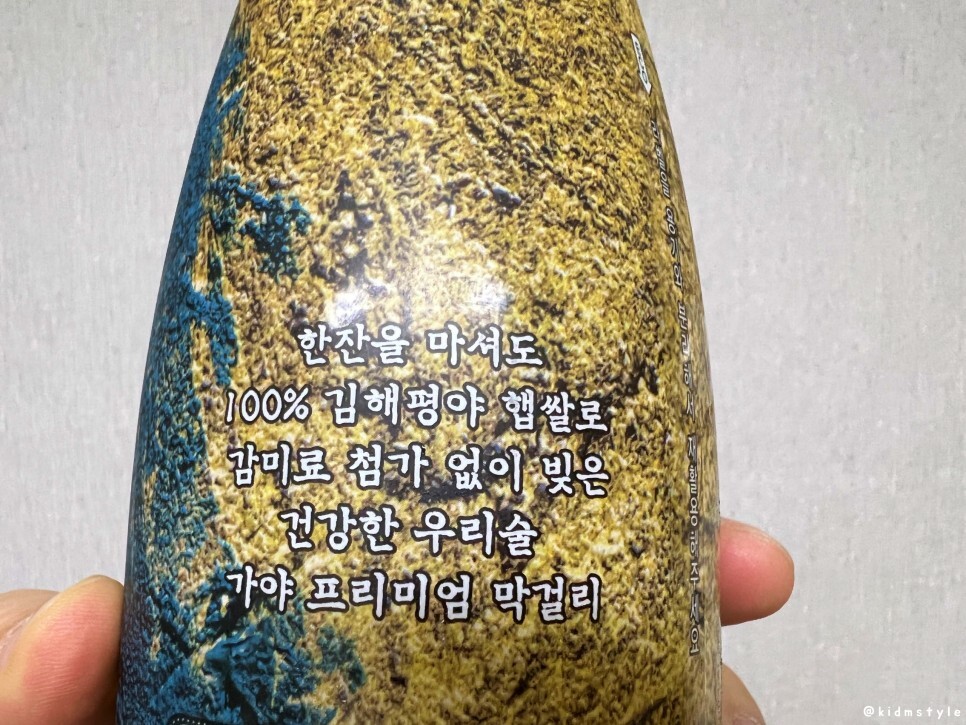 한잔을 마셔도
100% 김해평야 햅쌀로
감미료 첨가 없이 빚은
건강한 우리술
가야 프리미엄 막걸리
@kidmstyle